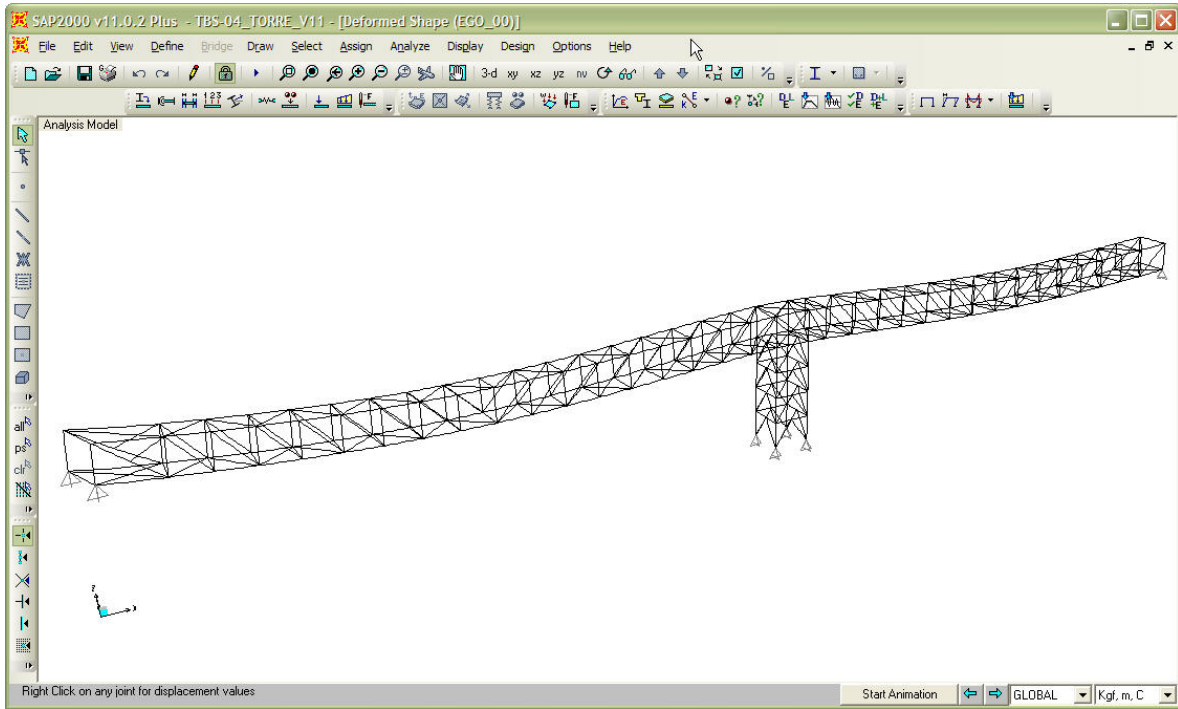 SAP2000 v11.0.2 Plus - TBS-04_TORRE_V11 - [Deformed Shape (EGO_00)]
File Edit View Define Bridge Draw Select Assign Analyze Display Design Options Help
3-d xy xz yz nv
Analysis Model
all
ps
clr
Z
X
Right Click on any joint for displacement values
Start Animation
GLOBAL
Kgf, m, C